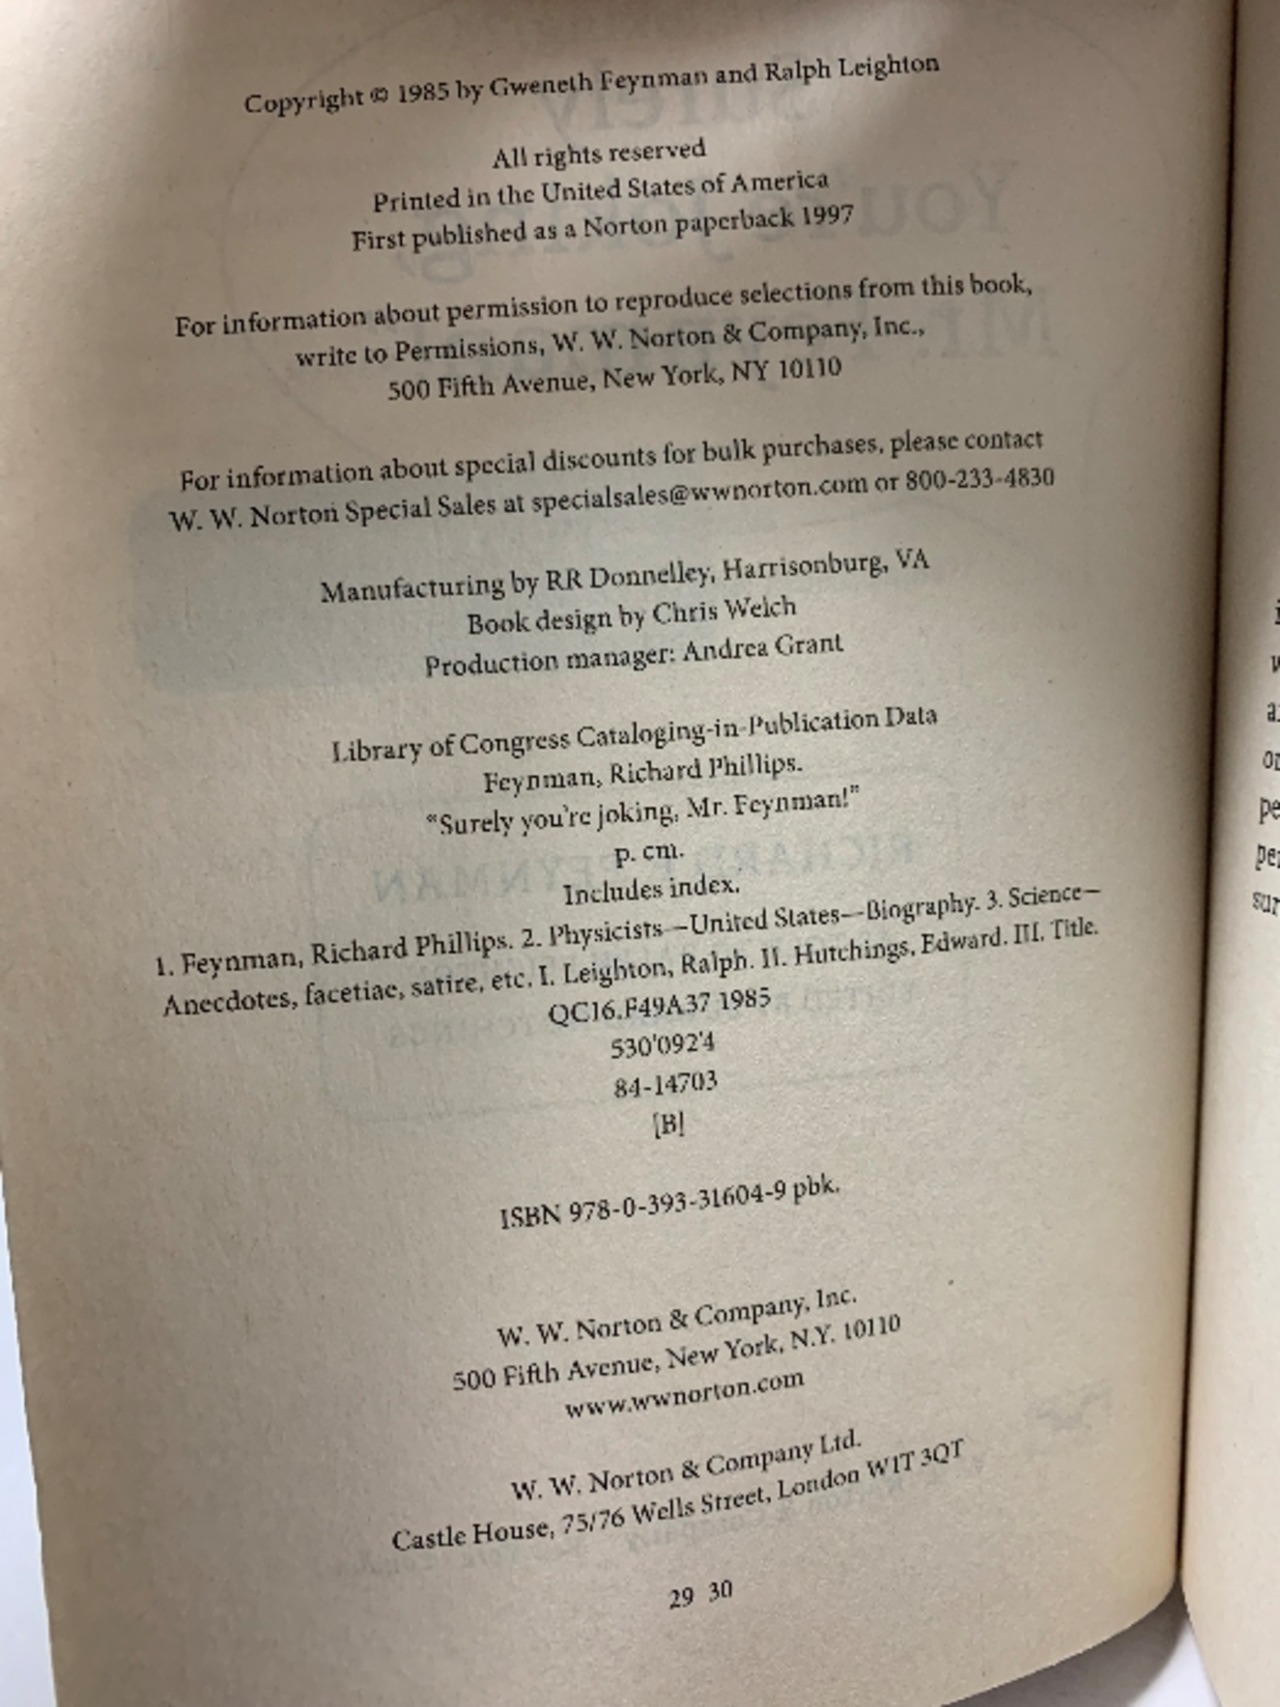 Copyright © 1985 by Gweneth Feynman and Ralph Leighton
All rights reserved
Printed in the United States of America
First published as a Norton paperback 1997
For information about permission to reproduce selections from this book,
write to Permissions, W. W. Norton & Company, Inc.,
500 Fifth Avenue, New York, NY 10110
For information about special discounts for bulk purchases, please contact
W. W. Norton Special Sales at specialsales@wwnorton.com or 800-233-4830
Manufacturing by RR Donnelley, Harrisonburg, VA
Book design by Chris Welch
Production manager: Andrea Grant
Library of Congress Cataloging-in-Publication Data
Feynman, Richard Phillips.
“Surely you’re joking, Mr. Feynman!”
p. cm.
Includes index.
1. Feynman, Richard Phillips. 2. Physicists—United States—Biography. 3. Science—
Anecdotes, facetiae, satire, etc. I. Leighton, Ralph. II. Hutchings, Edward. III. Title.
QC16.F49A37 1985
530'092'4
84-14703
[B]
ISBN 978-0-393-31604-9 pbk.
W. W. Norton & Company, Inc.
500 Fifth Avenue, New York, N.Y. 10110
www.wwnorton.com
W. W. Norton & Company Ltd.
Castle House, 75/76 Wells Street, London W1T 3QT
29 30